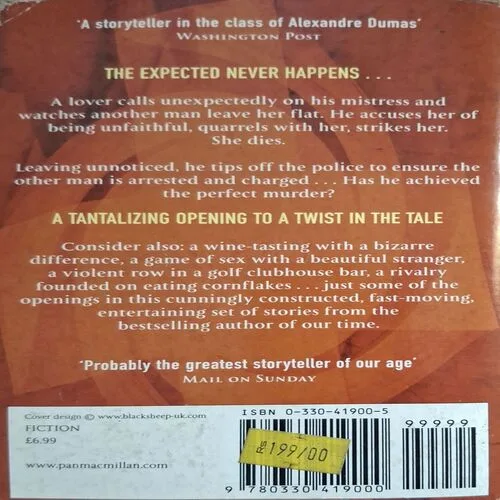 'A storyteller in the class of Alexandre Dumas'
WASHINGTON POST
THE EXPECTED NEVER HAPPENS . . .
A lover calls unexpectedly on his mistress and
watches another man leave her flat. He accuses her of
being unfaithful, quarrels with her, strikes her.
She dies.
Leaving unnoticed, he tips off the police to ensure the
other man is arrested and charged . . . Has he achieved
the perfect murder?
A TANTALIZING OPENING TO A TWIST IN THE TALE
Consider also: a wine-tasting with a bizarre
difference, a game of sex with a beautiful stranger,
a violent row in a golf clubhouse bar, a rivalry
founded on eating cornflakes . . . just some of the
openings in this cunningly constructed, fast-moving,
entertaining set of stories from the
bestselling author of our time.
'Probably the greatest storyteller of our age'
MAIL ON SUNDAY
Cover design © www.blacksheep-uk.com
FICTION
£6.99
www.panmacmillan.com
ISBN 0-330-41900-5
99999
Rs 199/00
9 780330 419000